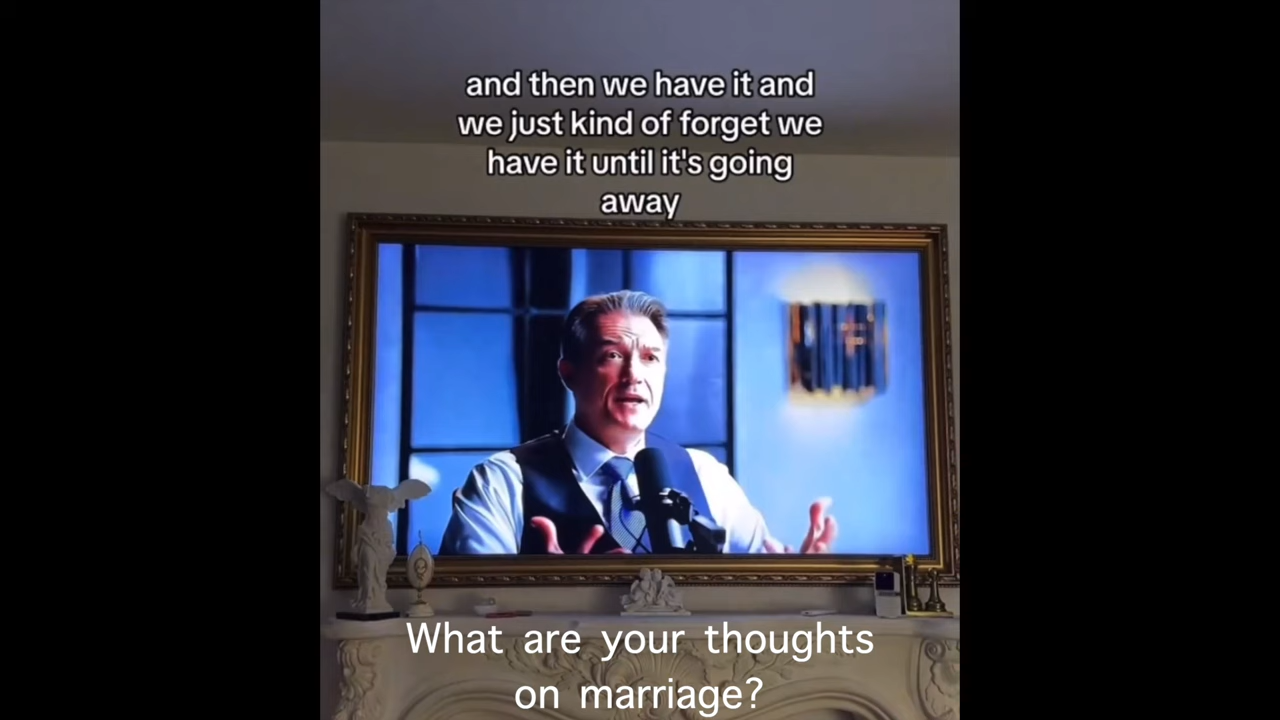 and then we have it and
we just kind of forget we
have it until it's going
away
What are your thoughts
on marriage?